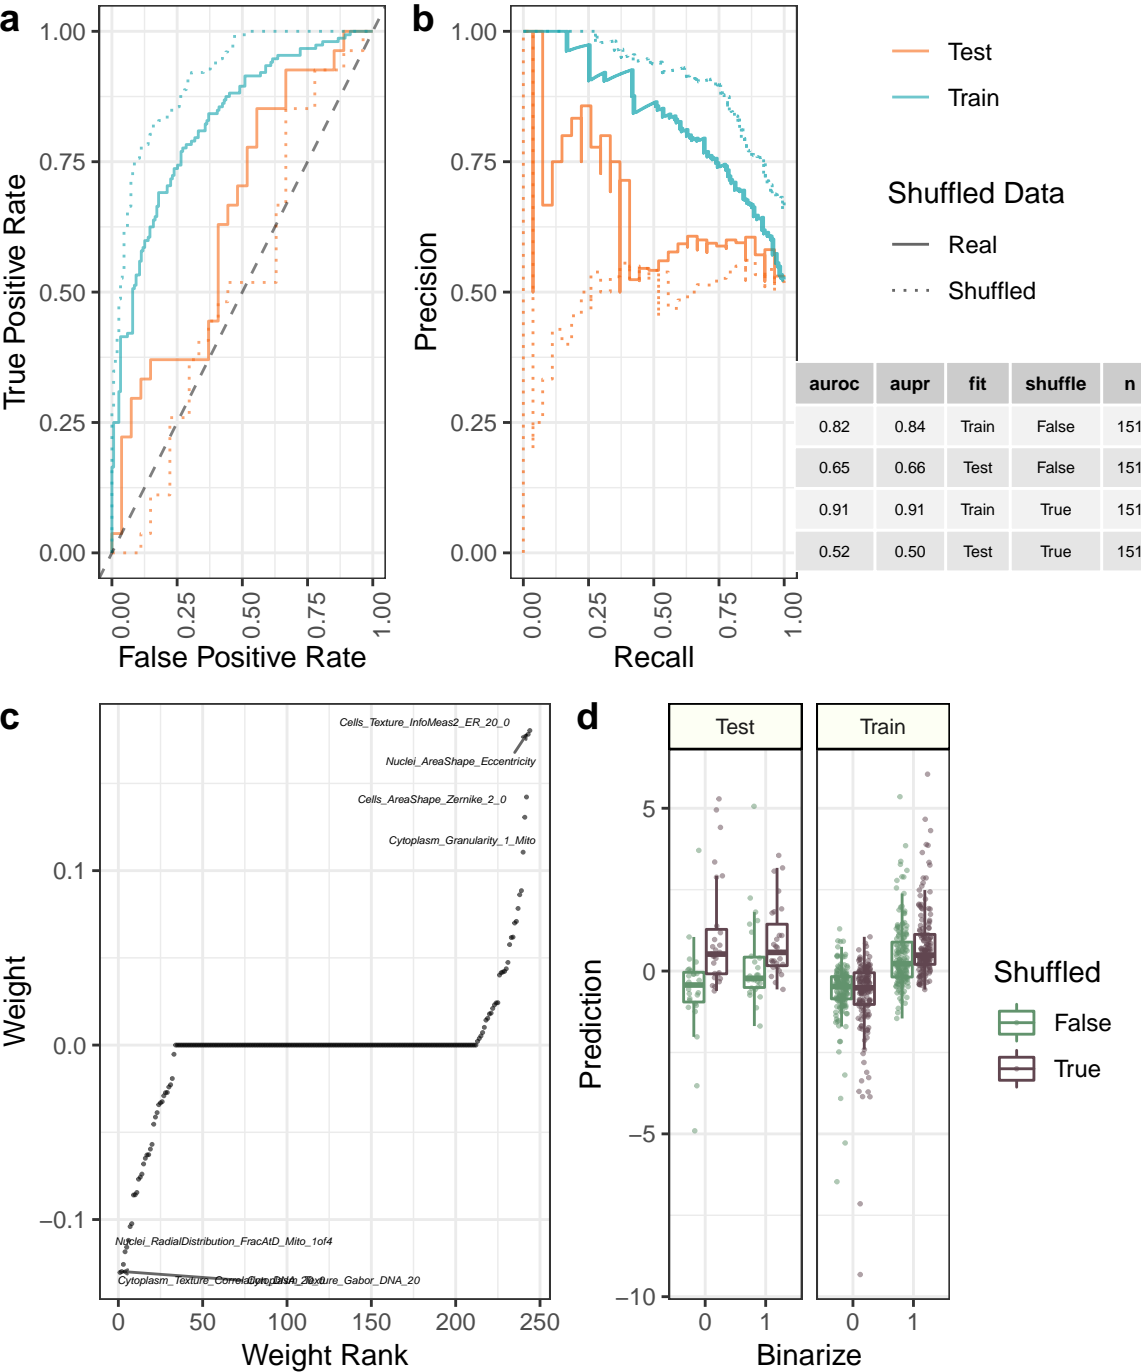 a
1.00
0.75
0.50
0.25
0.00
True Positive Rate
0.00
0.25
0.50
0.75
1.00
False Positive Rate
b
1.00
0.75
0.50
0.25
0.00
Precision
0.00
0.25
0.50
0.75
1.00
Recall
Test
Train
Shuffled Data
Real
Shuffled
auroc aupr fit shuffle n
0.82 0.84 Train False 151
0.65 0.66 Test False 151
0.91 0.91 Train True 151
0.52 0.50 Test True 151
c
Cells_Texture_InfoMeas2_ER_20_0
Nuclei_AreaShape_Eccentricity
Cells_AreaShape_Zernike_2_0
Cytoplasm_Granularity_1_Mito
0.1
0.0
−0.1
Weight
Nuclei_RadialDistribution_FracAtD_Mito_1of4
Cytoplasm_Texture_Correlation_DNA_20_0
Cytoplasm_Texture_Gabor_DNA_20
0 50 100 150 200 250
Weight Rank
d
Test Train
5
0
−5
−10
Prediction
0 1 0 1
Binarize
Shuffled
False
True